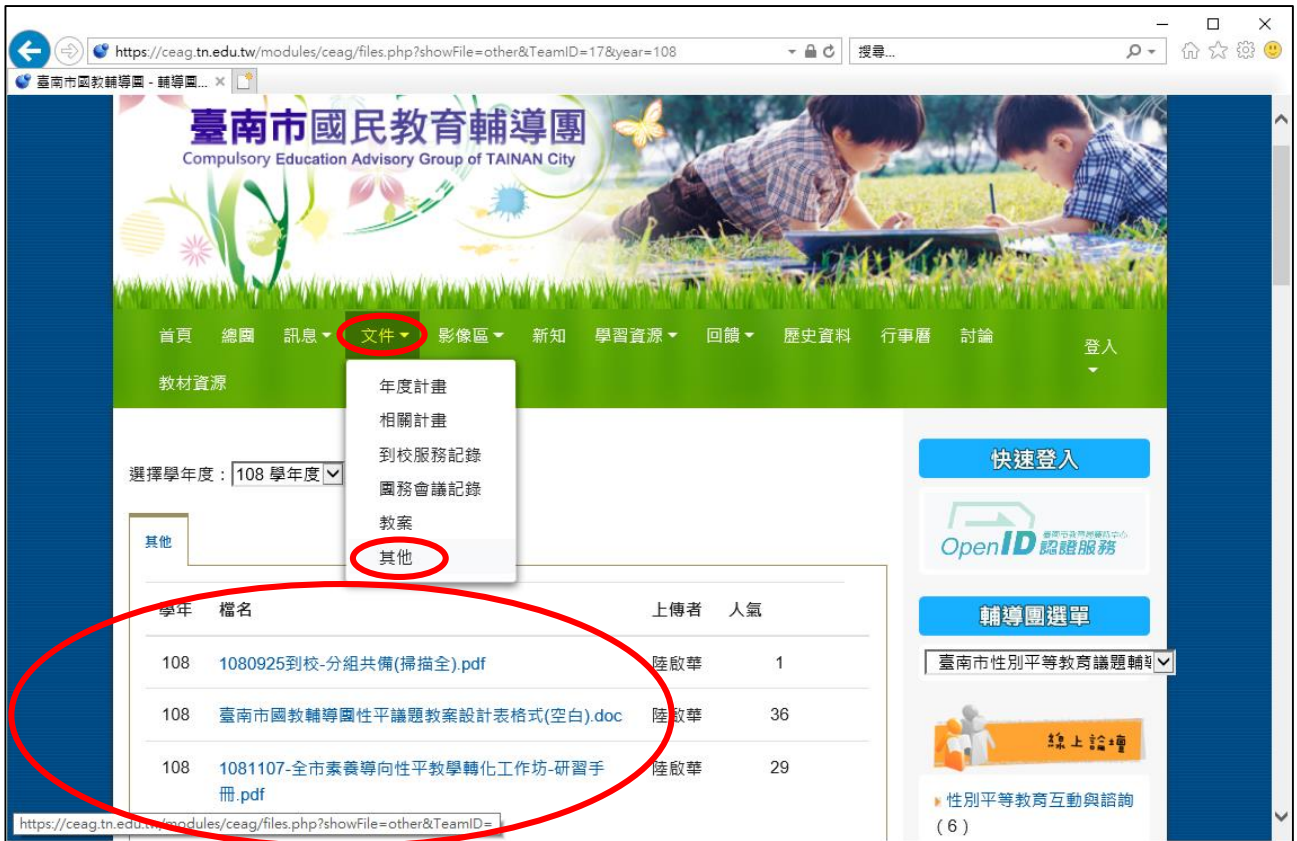 https://ceag.tn.edu.tw/modules/ceag/files.php?showFile=other&TeamID=17&year=108
搜尋...
臺南市國教輔導團 - 輔導團...
臺南市國民教育輔導團
Compulsory Education Advisory Group of TAINAN City
首頁 總團 訊息 文件 影像區 新知 學習資源 回饋 歷史資料 行事曆 討論 登入
教材資源
年度計畫
相關計畫
到校服務記錄
團務會議記錄
教案
其他
選擇學年度：108 學年度
其他
學年 檔名 上傳者 人氣
108 1080925到校-分組共備(掃描全).pdf 陸啟華 1
108 臺南市國教輔導團性平議題教案設計表格式(空白).doc 陸啟華 36
108 1081107-全市素養導向性平教學轉化工作坊-研習手冊.pdf 陸啟華 29
快速登入
OpenID 認證服務
輔導團選單
臺南市性別平等教育議題輔導
線上論壇
性別平等教育互動與諮詢
(6)
https://ceag.tn.edu.tw/modules/ceag/files.php?showFile=other&TeamID=